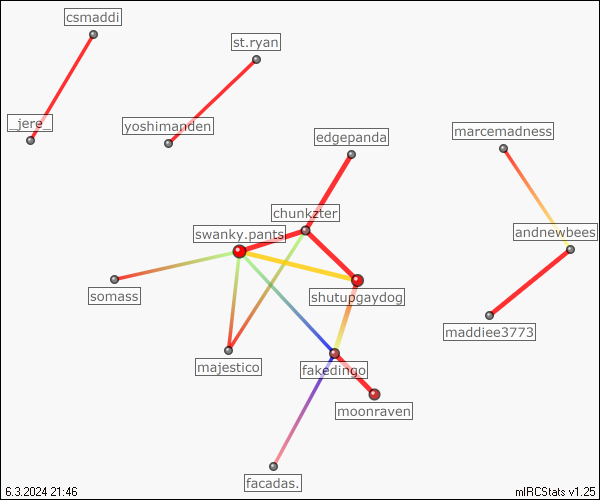 csmaddi
st.ryan
_jere_
yoshimanden
edgepanda
marcemadness
chunkzter
swanky.pants
andnewbees
somass
shutupgaydog
maddiee3773
majestico
fakedingo
moonraven
facadas.
6.3.2024 21:46
mIRCStats v1.25